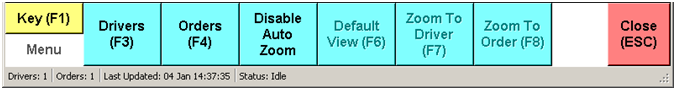 Key (F1)
Menu
Drivers
(F3)
Orders
(F4)
Disable
Auto
Zoom
Default
View (F6)
Zoom To
Driver
(F7)
Zoom To
Order (F8)
Close
(ESC)
Drivers: 1 Orders: 1 Last Updated: 04 Jan 14:37:35 Status: Idle